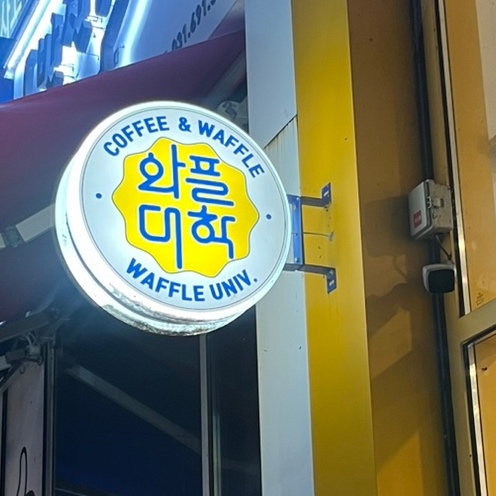 COFFEE & WAFFLE
와플
대학
WAFFLE UNIV.